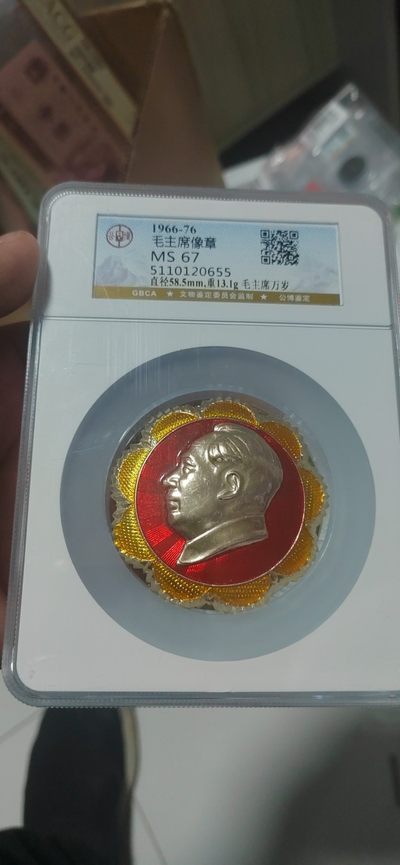 ACG
1966-76
毛主席像章
MS 67
5110120655
直径58.5mm,重13.1g 毛主席万岁
GBCA ★ 文物鉴定委员会监制 ★ 公博鉴定